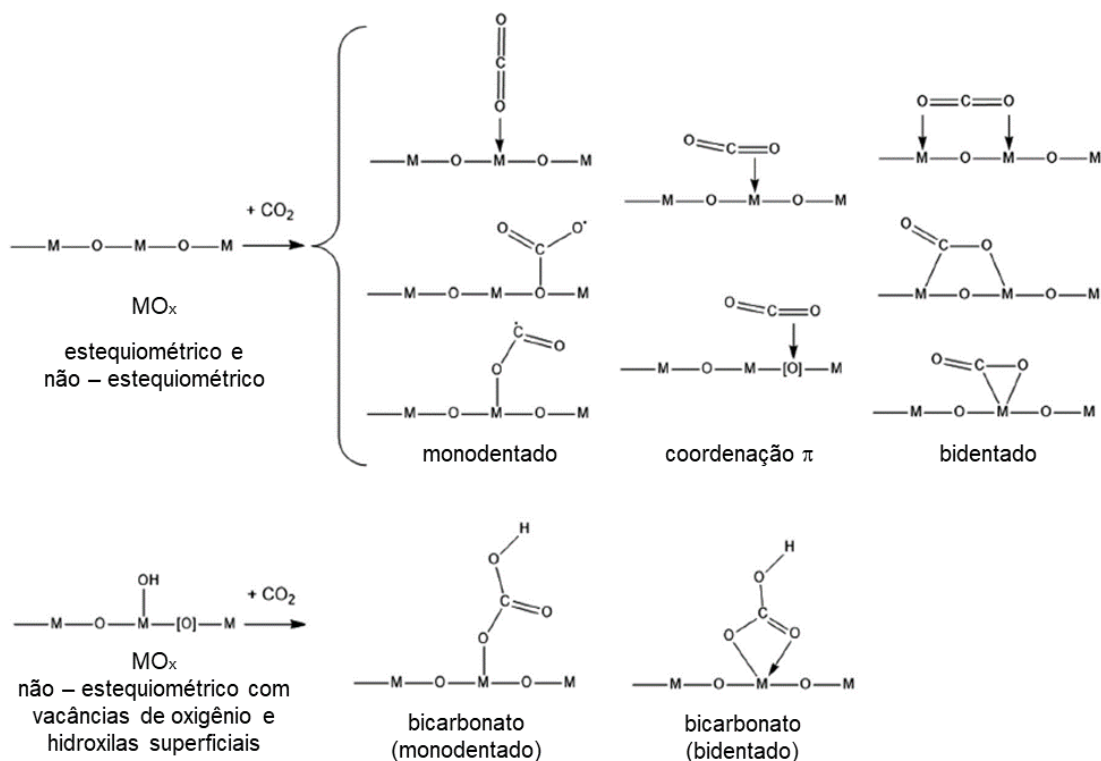 O
C
O
—M—O—M—O—M
O=C=O
—M—O—M—O—M
O=C=O
—M—O—M—O—M
+ CO₂
—M—O—M—O—M
MOₓ
estequiométrico e
não – estequiométrico
O O•
C
—M—O—M—O—M
O
C—O
—M—O—M—O—M
O=C=O
—M—O—M—[O]—M
Ċ
O O
—M—O—M—O—M
O=C—O
—M—O—M—O—M
monodentado
coordenação π
bidentado
OH
—M—O—M—[O]—M
+ CO₂
MOₓ
não – estequiométrico com
vacâncias de oxigênio e
hidroxilas superficiais
H
O
C
O
O
—M—O—M—O—M
bicarbonato
(monodentado)
H
O
C
O O
—M—O—M—O—M
bicarbonato
(bidentado)